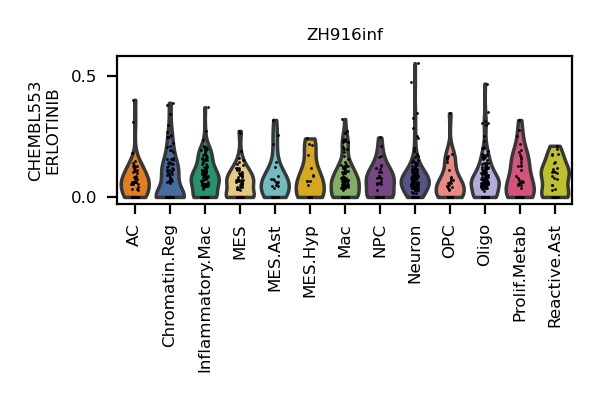 ZH916inf
CHEMBL553
ERLOTINIB
0.5
0.0
AC
Chromatin.Reg
Inflammatory.Mac
MES
MES.Ast
MES.Hyp
Mac
NPC
Neuron
OPC
Oligo
Prolif.Metab
Reactive.Ast